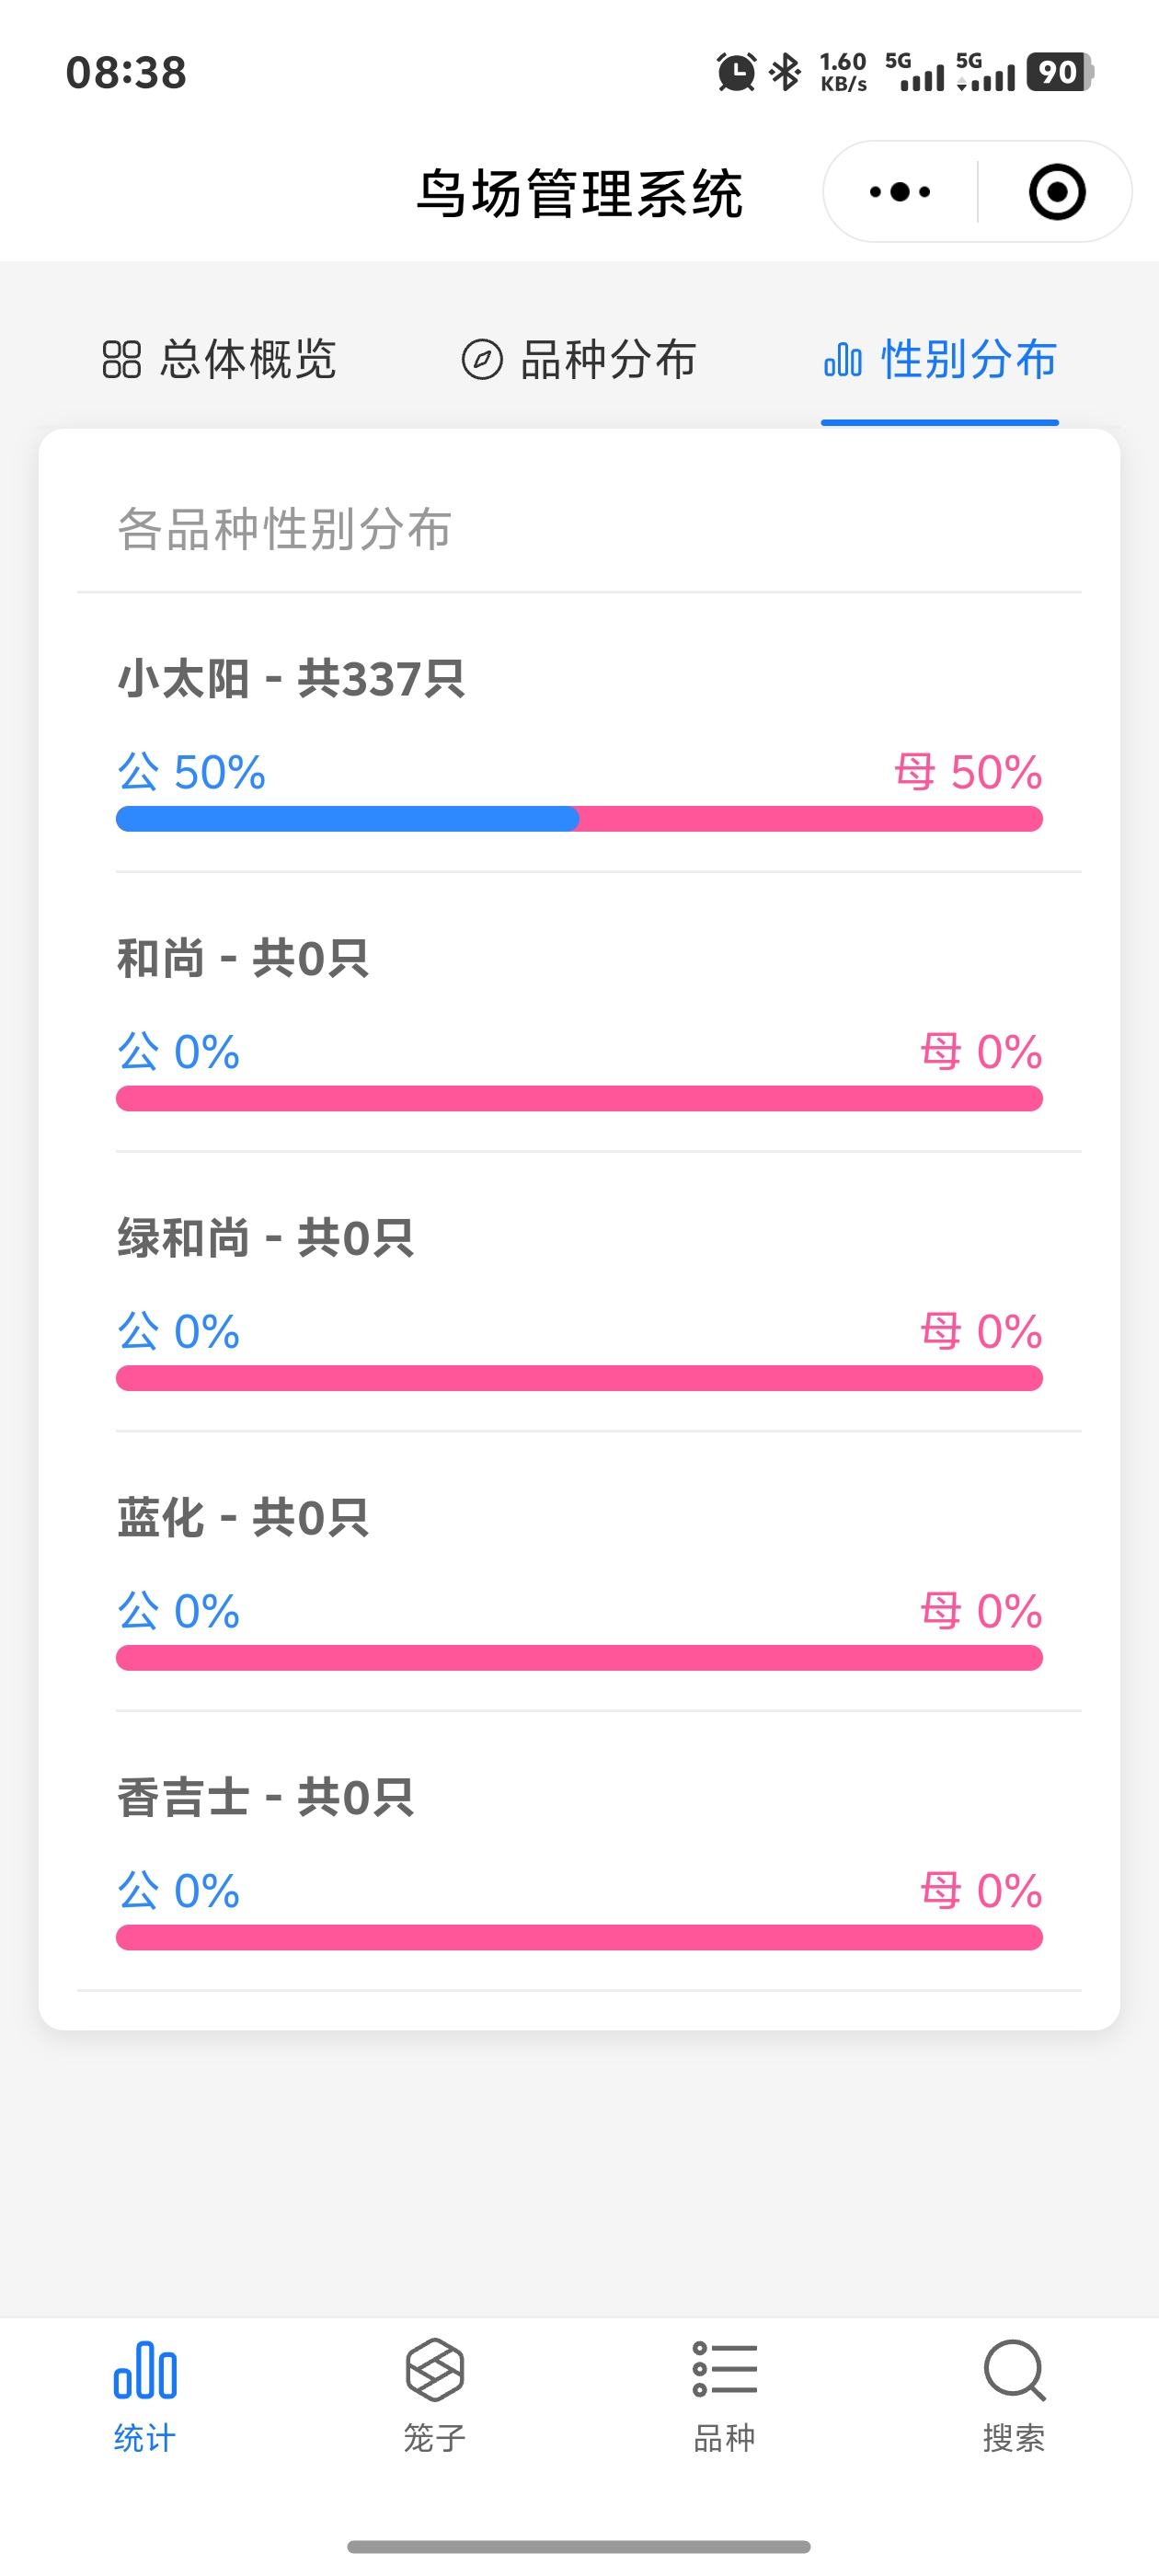 08:38
1.60 KB/s 5G 5G 90
鸟场管理系统
总体概览 品种分布 性别分布
各品种性别分布
小太阳 - 共337只
公 50% 母 50%
和尚 - 共0只
公 0% 母 0%
绿和尚 - 共0只
公 0% 母 0%
蓝化 - 共0只
公 0% 母 0%
香吉士 - 共0只
公 0% 母 0%
统计 笼子 品种 搜索